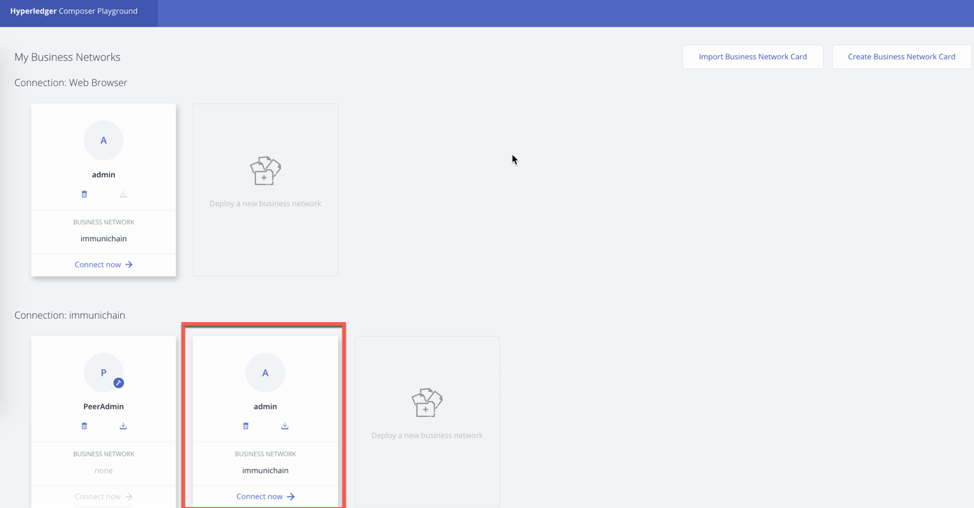 Hyperledger Composer Playground
My Business Networks
Import Business Network Card
Create Business Network Card
Connection: Web Browser
A
admin
BUSINESS NETWORK
immunichain
Connect now
Deploy a new business network
Connection: immunichain
P
PeerAdmin
BUSINESS NETWORK
none
Connect now
A
admin
BUSINESS NETWORK
immunichain
Connect now
Deploy a new business network